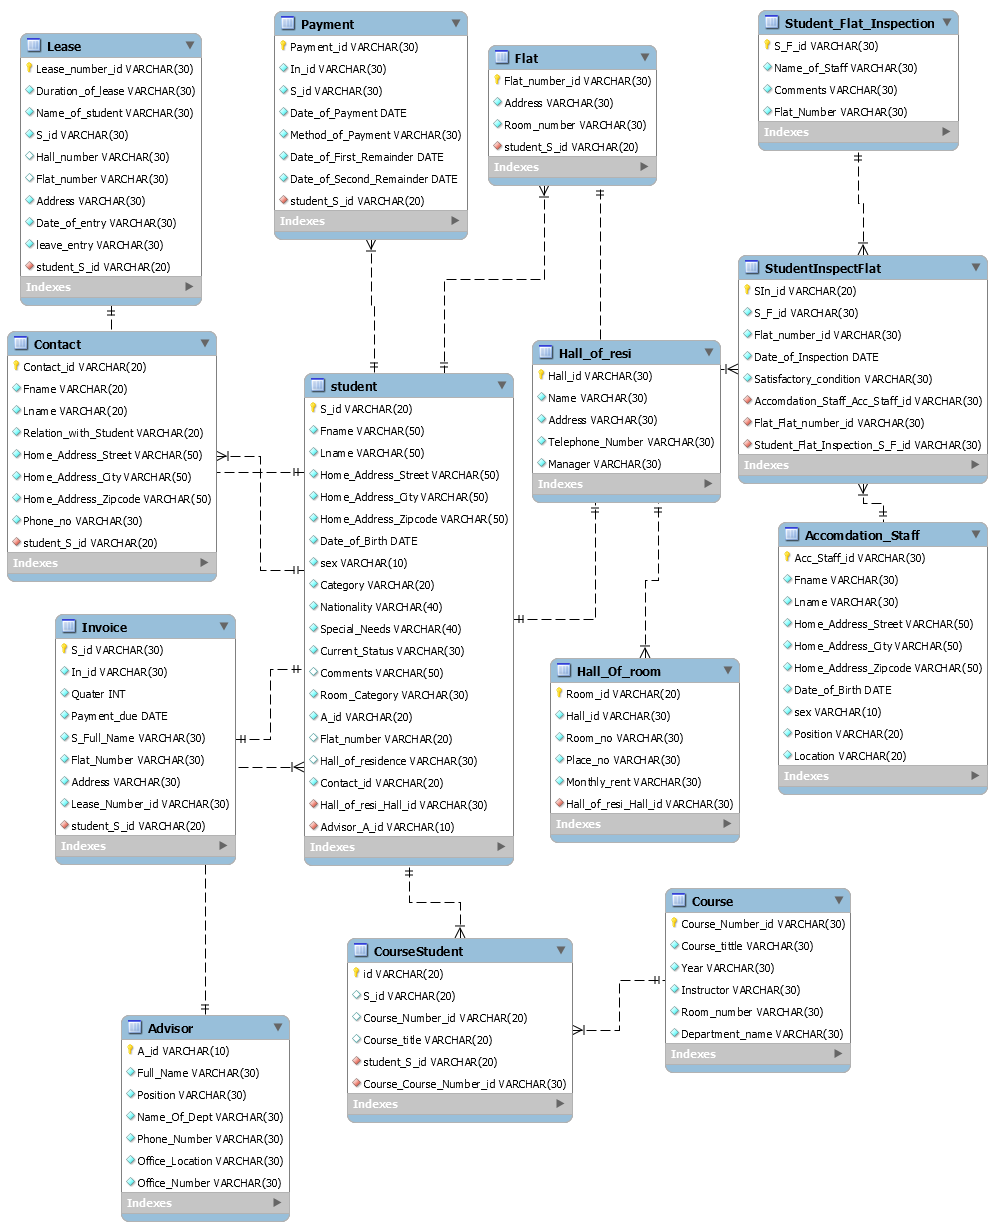 Lease
Lease_number_id VARCHAR(30)
Duration_of_lease VARCHAR(30)
Name_of_student VARCHAR(30)
S_id VARCHAR(30)
Hall_number VARCHAR(30)
Flat_number VARCHAR(30)
Address VARCHAR(30)
Date_of_entry VARCHAR(30)
leave_entry VARCHAR(30)
student_S_id VARCHAR(20)
Indexes
Payment
Payment_id VARCHAR(30)
In_id VARCHAR(30)
S_id VARCHAR(30)
Date_of_Payment DATE
Method_of_Payment VARCHAR(30)
Date_of_First_Remainder DATE
Date_of_Second_Remainder DATE
student_S_id VARCHAR(20)
Indexes
Flat
Flat_number_id VARCHAR(30)
Address VARCHAR(30)
Room_number VARCHAR(30)
student_S_id VARCHAR(20)
Indexes
Student_Flat_Inspection
S_F_id VARCHAR(30)
Name_of_Staff VARCHAR(30)
Comments VARCHAR(30)
Flat_Number VARCHAR(30)
Indexes
StudentInspectFlat
SIn_id VARCHAR(20)
S_F_id VARCHAR(30)
Flat_number_id VARCHAR(30)
Date_of_Inspection DATE
Satisfactory_condition VARCHAR(30)
Accomdation_Staff_Acc_Staff_id VARCHAR(30)
Flat_Flat_number_id VARCHAR(30)
Student_Flat_Inspection_S_F_id VARCHAR(30)
Indexes
Contact
Contact_id VARCHAR(20)
Fname VARCHAR(20)
Lname VARCHAR(20)
Relation_with_Student VARCHAR(20)
Home_Address_Street VARCHAR(50)
Home_Address_City VARCHAR(50)
Home_Address_Zipcode VARCHAR(50)
Phone_no VARCHAR(30)
student_S_id VARCHAR(20)
Indexes
student
S_id VARCHAR(20)
Fname VARCHAR(50)
Lname VARCHAR(50)
Home_Address_Street VARCHAR(50)
Home_Address_City VARCHAR(50)
Home_Address_Zipcode VARCHAR(50)
Date_of_Birth DATE
sex VARCHAR(10)
Category VARCHAR(20)
Nationality VARCHAR(40)
Special_Needs VARCHAR(40)
Current_Status VARCHAR(30)
Comments VARCHAR(50)
Room_Category VARCHAR(30)
A_id VARCHAR(20)
Flat_number VARCHAR(20)
Hall_of_residence VARCHAR(30)
Contact_id VARCHAR(20)
Hall_of_resi_Hall_id VARCHAR(30)
Advisor_A_id VARCHAR(10)
Indexes
Hall_of_resi
Hall_id VARCHAR(30)
Name VARCHAR(30)
Address VARCHAR(30)
Telephone_Number VARCHAR(30)
Manager VARCHAR(30)
Indexes
Accomdation_Staff
Acc_Staff_id VARCHAR(30)
Fname VARCHAR(30)
Lname VARCHAR(30)
Home_Address_Street VARCHAR(50)
Home_Address_City VARCHAR(50)
Home_Address_Zipcode VARCHAR(50)
Date_of_Birth DATE
sex VARCHAR(10)
Position VARCHAR(20)
Location VARCHAR(20)
Indexes
Invoice
S_id VARCHAR(30)
In_id VARCHAR(30)
Quater INT
Payment_due DATE
S_Full_Name VARCHAR(30)
Flat_Number VARCHAR(30)
Address VARCHAR(30)
Lease_Number_id VARCHAR(30)
student_S_id VARCHAR(20)
Indexes
Hall_Of_room
Room_id VARCHAR(20)
Hall_id VARCHAR(30)
Room_no VARCHAR(30)
Place_no VARCHAR(30)
Monthly_rent VARCHAR(30)
Hall_of_resi_Hall_id VARCHAR(30)
Indexes
Course
Course_Number_id VARCHAR(30)
Course_tittle VARCHAR(30)
Year VARCHAR(30)
Instructor VARCHAR(30)
Room_number VARCHAR(30)
Department_name VARCHAR(30)
Indexes
CourseStudent
id VARCHAR(20)
S_id VARCHAR(20)
Course_Number_id VARCHAR(20)
Course_title VARCHAR(20)
student_S_id VARCHAR(20)
Course_Course_Number_id VARCHAR(30)
Indexes
Advisor
A_id VARCHAR(10)
Full_Name VARCHAR(30)
Position VARCHAR(30)
Name_Of_Dept VARCHAR(30)
Phone_Number VARCHAR(30)
Office_Location VARCHAR(30)
Office_Number VARCHAR(30)
Indexes